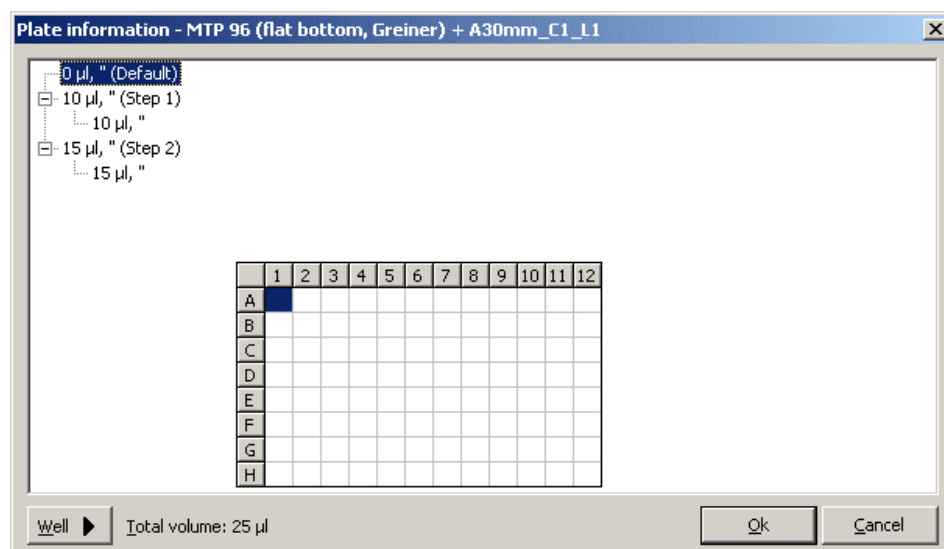 Plate information - MTP 96 (flat bottom, Greiner) + A30mm_C1_L1
0 µl, '' (Default)
10 µl, '' (Step 1)
10 µl, ''
15 µl, '' (Step 2)
15 µl, ''
1 2 3 4 5 6 7 8 9 10 11 12
A
B
C
D
E
F
G
H
Well Total volume: 25 µl Ok Cancel